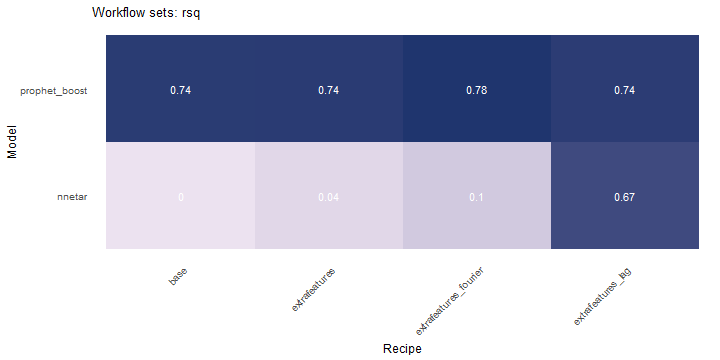 Workflow sets: rsq
Model
prophet_boost
0.74
0.74
0.78
0.74
nnetar
0
0.04
0.1
0.67
base
extrafeatures
extrafeatures_fourier
extrafeatures_lag
Recipe